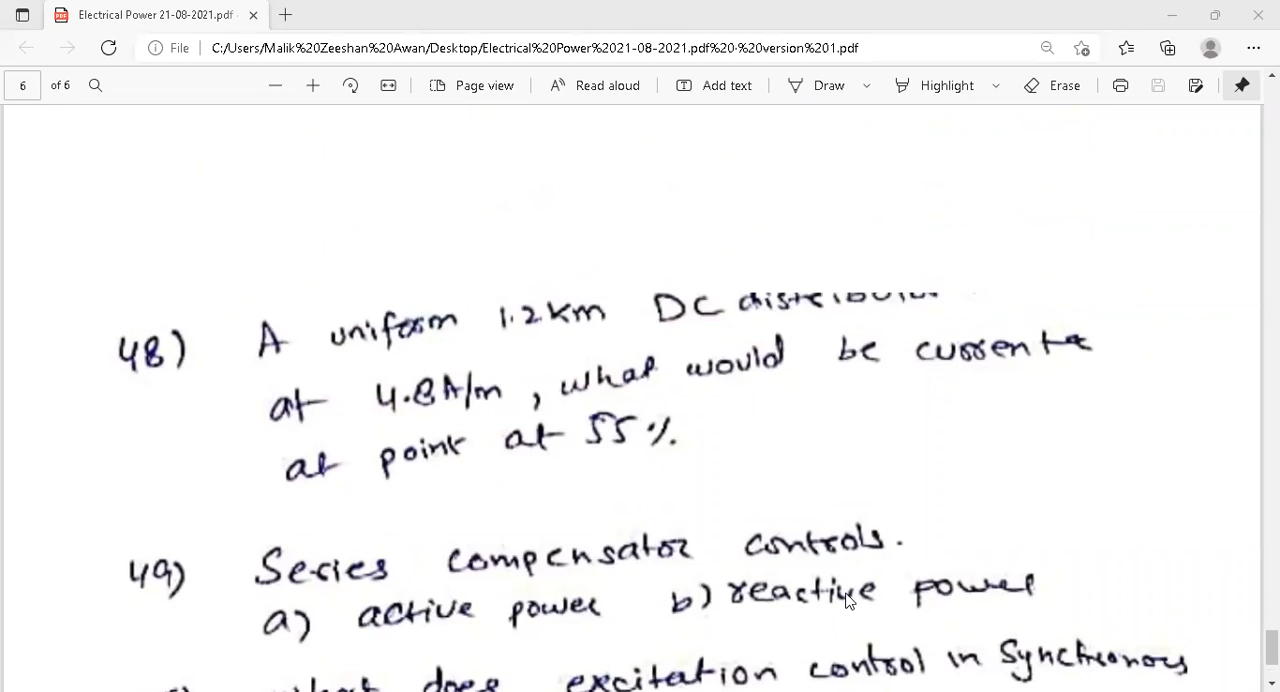 Electrical Power 21-08-2021.pdf
File
C:/Users/Malik%20Zeeshan%20Awan/Desktop/Electrical%20Power%2021-08-2021.pdf%20-%20version%201.pdf
6 of 6
Page view
Read aloud
Add text
Draw
Highlight
Erase
48) A uniform 1.2km DC
at 4.8A/m, what would be current
at point at 55%
49) Series compensator controls.
a) active power b) reactive power
what does excitation control in Synchronous